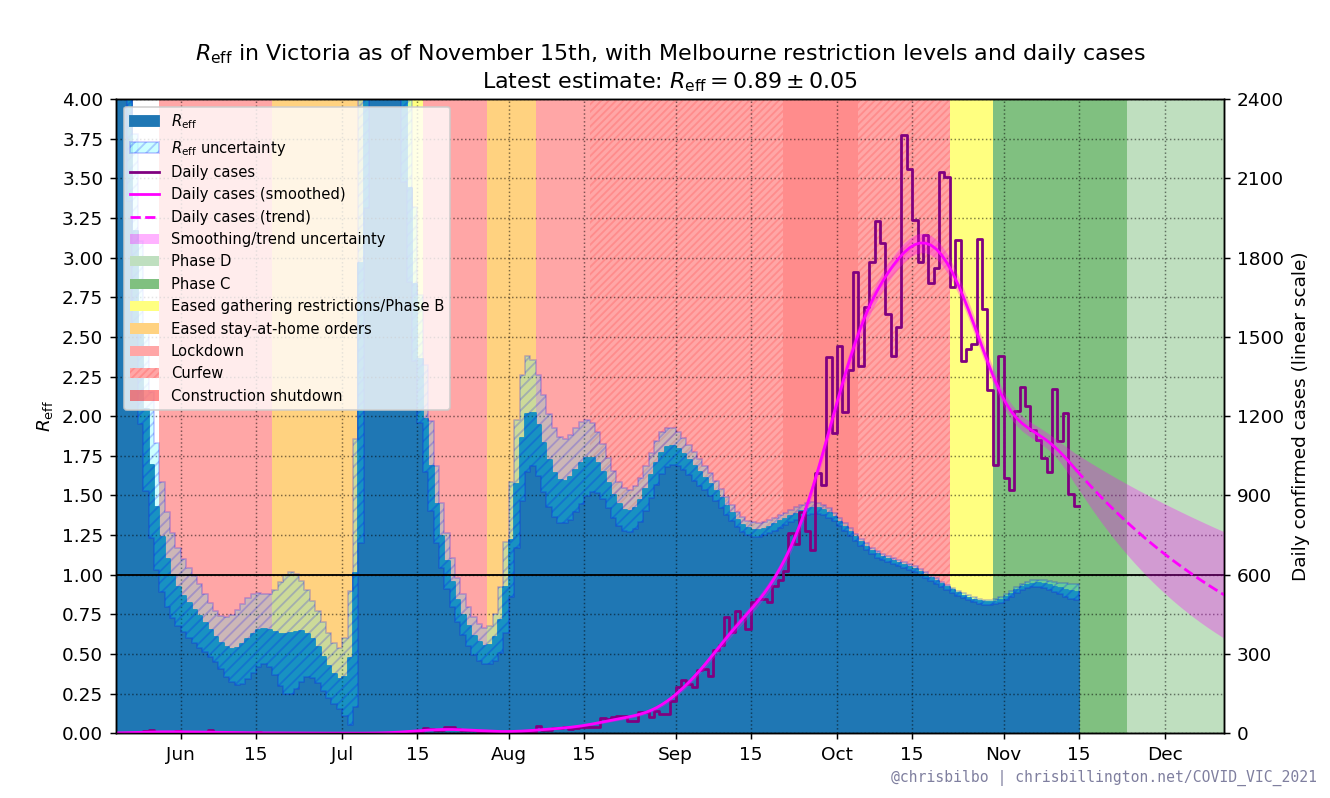 Reff in Victoria as of November 15th, with Melbourne restriction levels and daily cases
Latest estimate: Reff = 0.89 ± 0.05
Reff
4.00
3.75
3.50
3.25
3.00
2.75
2.50
2.25
2.00
1.75
1.50
1.25
1.00
0.75
0.50
0.25
0.00
Reff
Reff uncertainty
Daily cases
Daily cases (smoothed)
Daily cases (trend)
Smoothing/trend uncertainty
Phase D
Phase C
Eased gathering restrictions/Phase B
Eased stay-at-home orders
Lockdown
Curfew
Construction shutdown
2400
2100
1800
1500
1200
900
600
300
0
Daily confirmed cases (linear scale)
Jun 15 Jul 15 Aug 15 Sep 15 Oct 15 Nov 15 Dec
@chrisbilbo | chrisbillington.net/COVID_VIC_2021